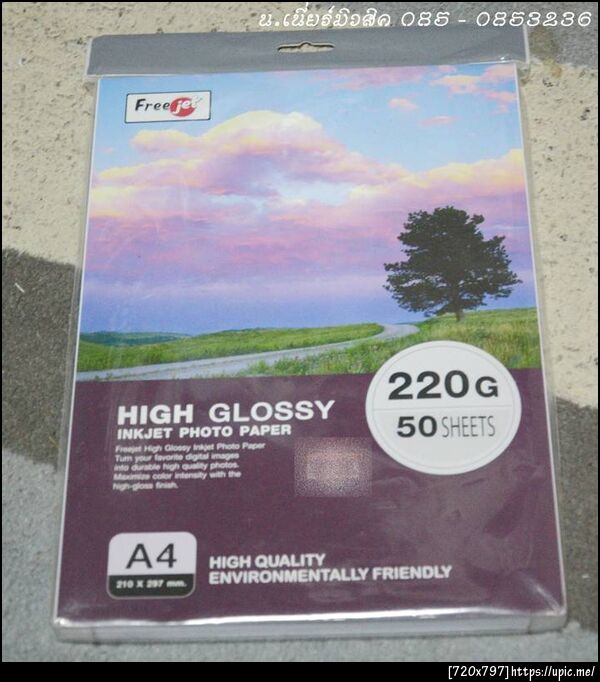 น.เนียร์มิวสิค 085 - 0853236
Freejet
220G
50 SHEETS
HIGH GLOSSY
INKJET PHOTO PAPER
Freejet High Glossy Inkjet Photo Paper
Turn your favorite digital images
into durable high quality photos.
Maximize color intensity with the
high-gloss finish.
A4
210 X 297 mm.
HIGH QUALITY
ENVIRONMENTALLY FRIENDLY
[720x797]https://upic.me/